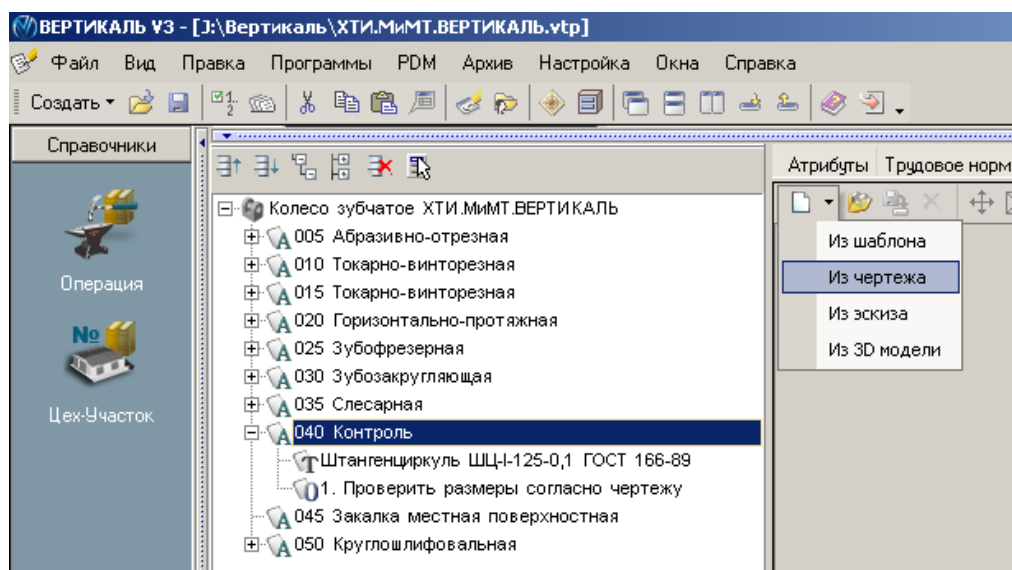 ВЕРТИКАЛЬ V3 - [J:\Вертикаль\ХТИ.МиМТ.ВЕРТИКАЛЬ.vtp]
Файл Вид Правка Программы PDM Архив Настройка Окна Справка
Создать
Справочники
Операция
№
Цех-Участок
Колесо зубчатое ХТИ.МиМТ.ВЕРТИКАЛЬ
005 Абразивно-отрезная
010 Токарно-винторезная
015 Токарно-винторезная
020 Горизонтально-протяжная
025 Зубофрезерная
030 Зубозакругляющая
035 Слесарная
040 Контроль
Штангенциркуль ШЦ-I-125-0,1 ГОСТ 166-89
1. Проверить размеры согласно чертежу
045 Закалка местная поверхностная
050 Круглошлифовальная
Атрибуты Трудовое норм
Из шаблона
Из чертежа
Из эскиза
Из 3D модели